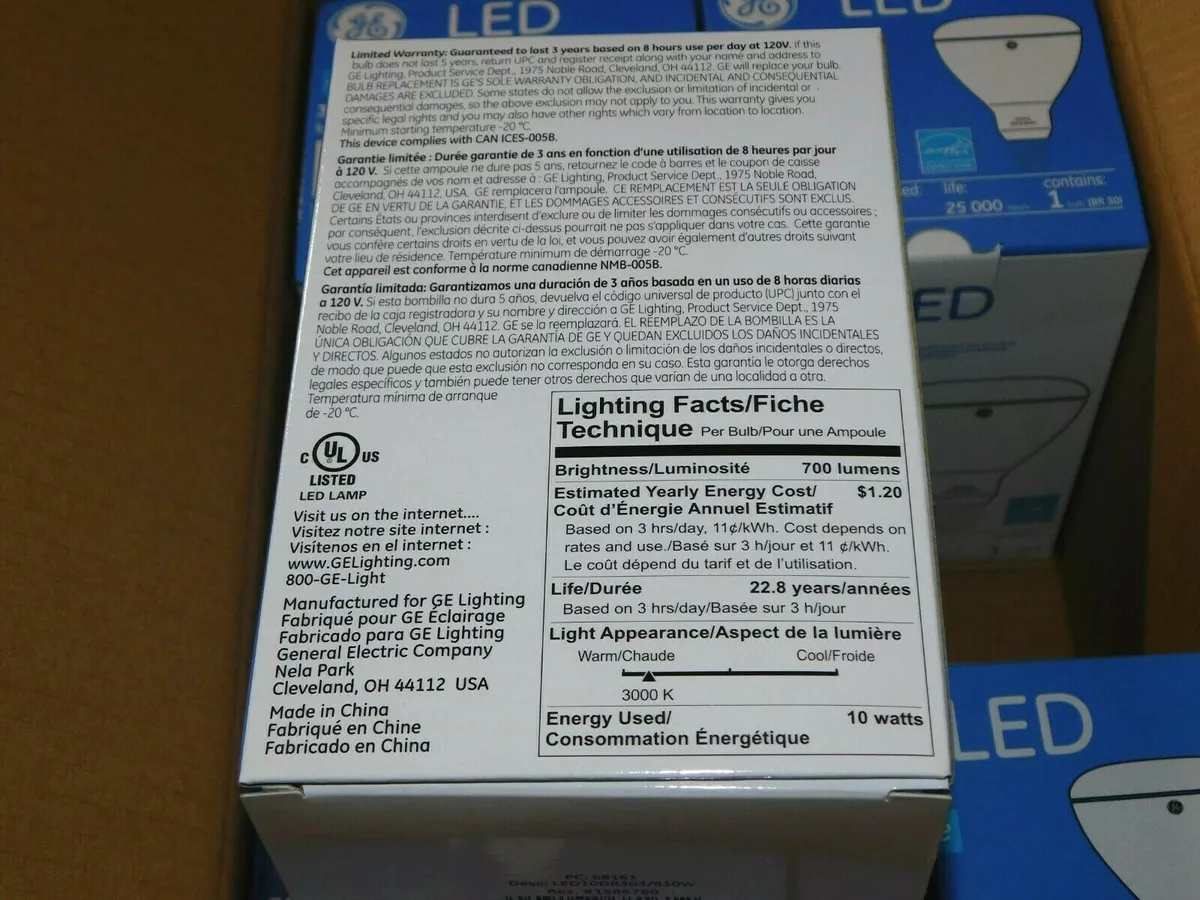 LED
LED
Limited Warranty: Guaranteed to last 3 years based on 8 hours use per day at 120V. If this
bulb does not last 5 years, return UPC and register receipt along with your name and address to
GE Lighting, Product Service Dept., 1975 Noble Road, Cleveland, OH 44112. GE will replace your bulb.
BULB REPLACEMENT IS GE'S SOLE WARRANTY OBLIGATION, AND INCIDENTAL AND CONSEQUENTIAL
DAMAGES ARE EXCLUDED. Some states do not allow the exclusion or limitation of incidental or
consequential damages, so the above exclusion may not apply to you. This warranty gives you
specific legal rights and you may also have other rights which vary from location to location.
Minimum starting temperature -20 °C.
This device complies with CAN ICES-005B.
Garantie limitée : Durée garantie de 3 ans en fonction d'une utilisation de 8 heures par jour
à 120 V. Si cette ampoule ne dure pas 5 ans, retournez le code à barres et le coupon de caisse
accompagnés de vos nom et adresse à : GE Lighting, Product Service Dept., 1975 Noble Road,
Cleveland, OH 44112, USA. GE remplacera l'ampoule. CE REMPLACEMENT EST LA SEULE OBLIGATION
DE GE EN VERTU DE LA GARANTIE, ET LES DOMMAGES ACCESSOIRES ET CONSÉCUTIFS SONT EXCLUS.
Certains États ou provinces interdisent d'exclure ou de limiter les dommages consécutifs ou accessoires ;
par conséquent, l'exclusion décrite ci-dessus pourrait ne pas s'appliquer dans votre cas. Cette garantie
vous confère certains droits en vertu de la loi, et vous pouvez avoir également d'autres droits suivant
votre lieu de résidence. Température minimum de démarrage -20 °C.
Cet appareil est conforme à la norme canadienne NMB-005B.
Garantía limitada: Garantizamos una duración de 3 años basada en un uso de 8 horas diarias
a 120 V. Si esta bombilla no dura 5 años, devuelva el código universal de producto (UPC) junto con el
recibo de la caja registradora y su nombre y dirección a GE Lighting, Product Service Dept., 1975
Noble Road, Cleveland, OH 44112. GE se la reemplazará. EL REEMPLAZO DE LA BOMBILLA ES LA
ÚNICA OBLIGACIÓN QUE CUBRE LA GARANTÍA DE GE Y QUEDAN EXCLUIDOS LOS DAÑOS INCIDENTALES
Y DIRECTOS. Algunos estados no autorizan la exclusión o limitación de los daños incidentales o directos,
de modo que puede que esta exclusión no corresponda en su caso. Esta garantía le otorga derechos
legales específicos y también puede tener otros derechos que varían de una localidad a otra.
Temperatura mínima de arranque
de -20 °C.
C UL US
LISTED
LED LAMP
Visit us on the internet....
Visitez notre site internet :
Visítenos en el internet :
www.GELighting.com
800-GE-Light
Manufactured for GE Lighting
Fabriqué pour GE Éclairage
Fabricado para GE Lighting
General Electric Company
Nela Park
Cleveland, OH 44112 USA
Made in China
Fabriqué en Chine
Fabricado en China
Lighting Facts/Fiche
Technique Per Bulb/Pour une Ampoule
Brightness/Luminosité 700 lumens
Estimated Yearly Energy Cost/ $1.20
Coût d'Énergie Annuel Estimatif
Based on 3 hrs/day, 11¢/kWh. Cost depends on
rates and use./Basé sur 3 h/jour et 11 ¢/kWh.
Le coût dépend du tarif et de l'utilisation.
Life/Durée 22.8 years/années
Based on 3 hrs/day/Basée sur 3 h/jour
Light Appearance/Aspect de la lumière
Warm/Chaude Cool/Froide
3000 K
Energy Used/ 10 watts
Consommation Énergétique
PC: 68161
Desc: LED10DR303/830W
life: contains:
25 000 1 bulb (BR 30)
ED
LED